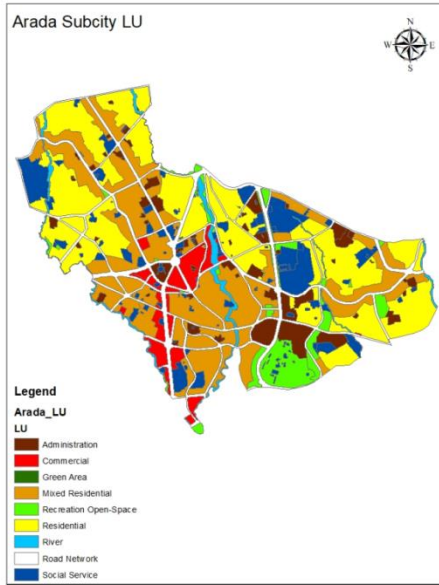 Arada Subcity LU
N
W E
S
Legend
Arada_LU
LU
Administration
Commercial
Green Area
Mixed Residential
Recreation Open-Space
Residential
River
Road Network
Social Service